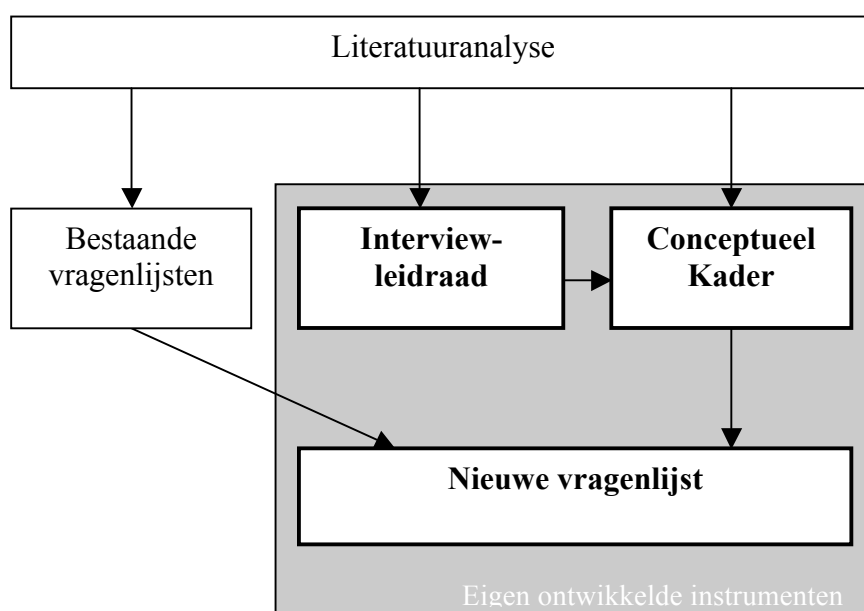 Literatuuranalyse
Bestaande
vragenlijsten
Interview-
leidraad
Conceptueel
Kader
Nieuwe vragenlijst
Eigen ontwikkelde instrumenten